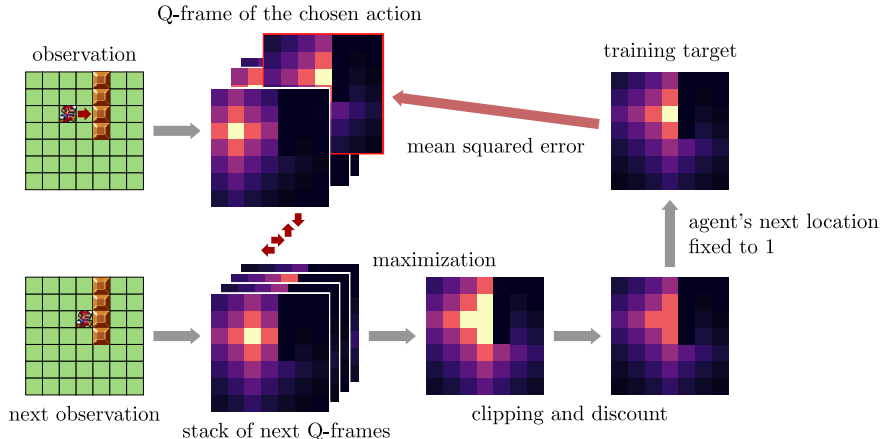 Q-frame of the chosen action
observation
training target
mean squared error
agent's next location
fixed to 1
maximization
next observation
stack of next Q-frames
clipping and discount